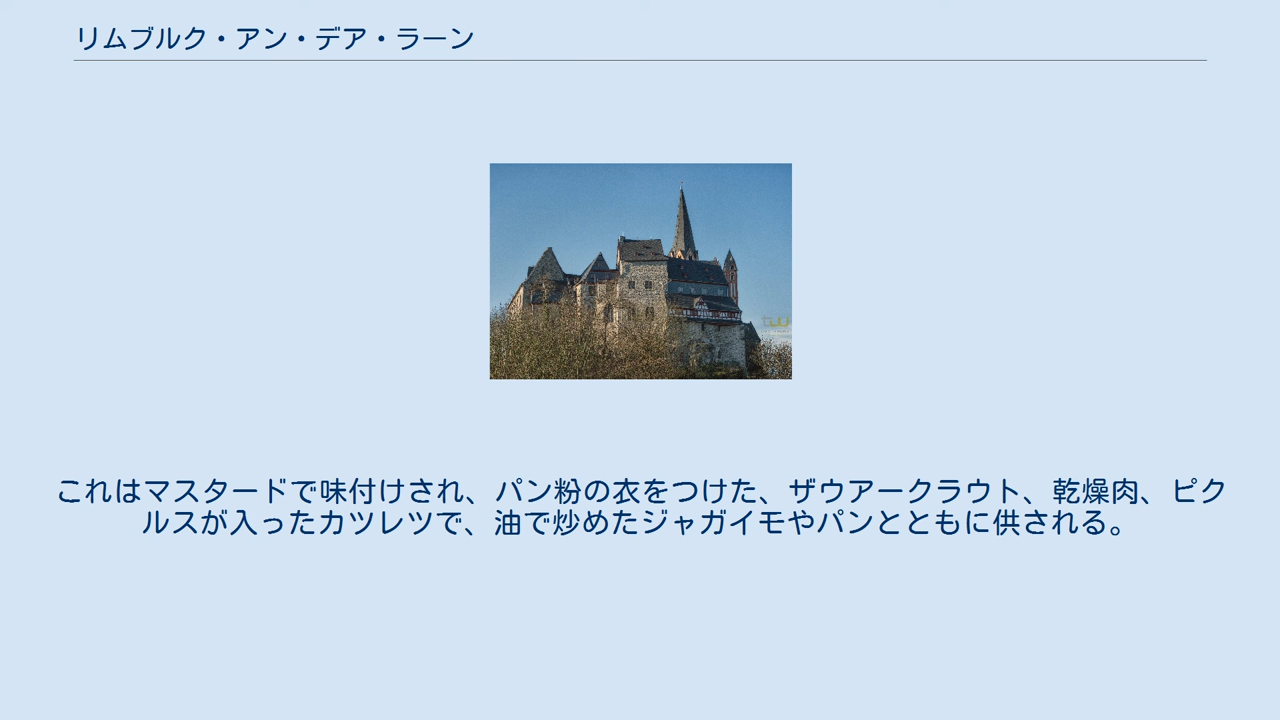 リムブルク・アン・デア・ラーン
これはマスタードで味付けされ、パン粉の衣をつけた、ザウアークラウト、乾燥肉、ピク
ルスが入ったカツレツで、油で炒めたジャガイモやパンとともに供される。